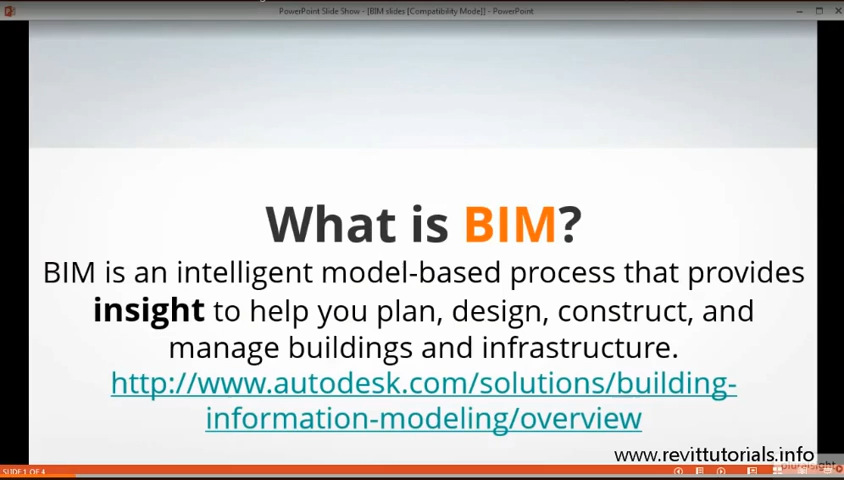 PowerPoint Slide Show - [BIM slides [Compatibility Mode]] - PowerPoint
What is BIM?
BIM is an intelligent model-based process that provides
insight to help you plan, design, construct, and
manage buildings and infrastructure.
http://www.autodesk.com/solutions/building-
information-modeling/overview
www.revittutorials.info
pluralsight
SLIDE 1 OF 4